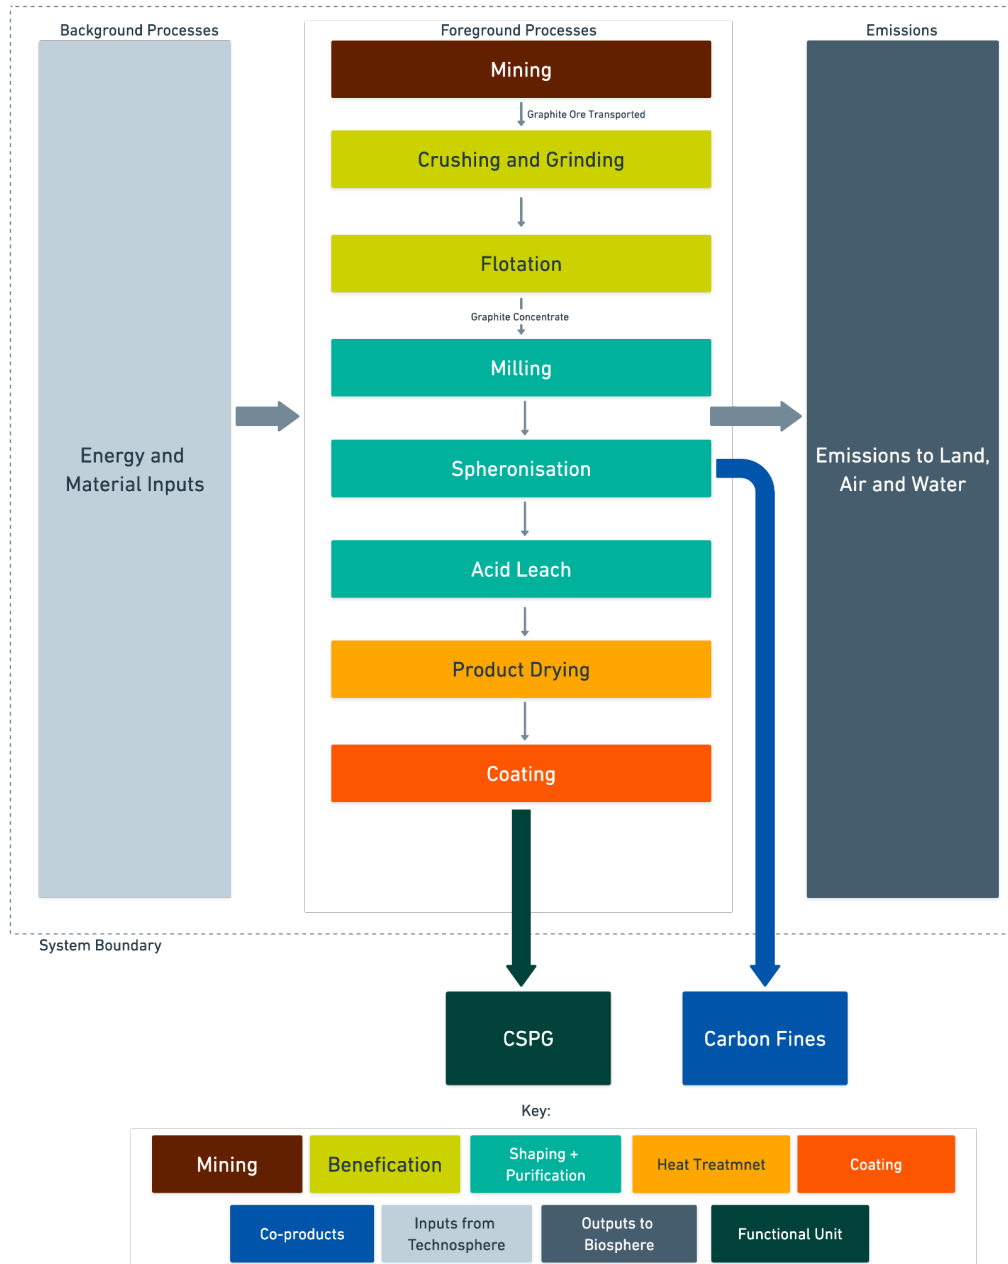 Background Processes
Foreground Processes
Emissions
Mining
Graphite Ore Transported
Crushing and Grinding
Flotation
Graphite Concentrate
Milling
Energy and
Material Inputs
Spheronisation
Emissions to Land,
Air and Water
Acid Leach
Product Drying
Coating
System Boundary
CSPG
Carbon Fines
Key:
Mining
Benefication
Shaping +
Purification
Heat Treatmnet
Coating
Co-products
Inputs from
Technosphere
Outputs to
Biosphere
Functional Unit